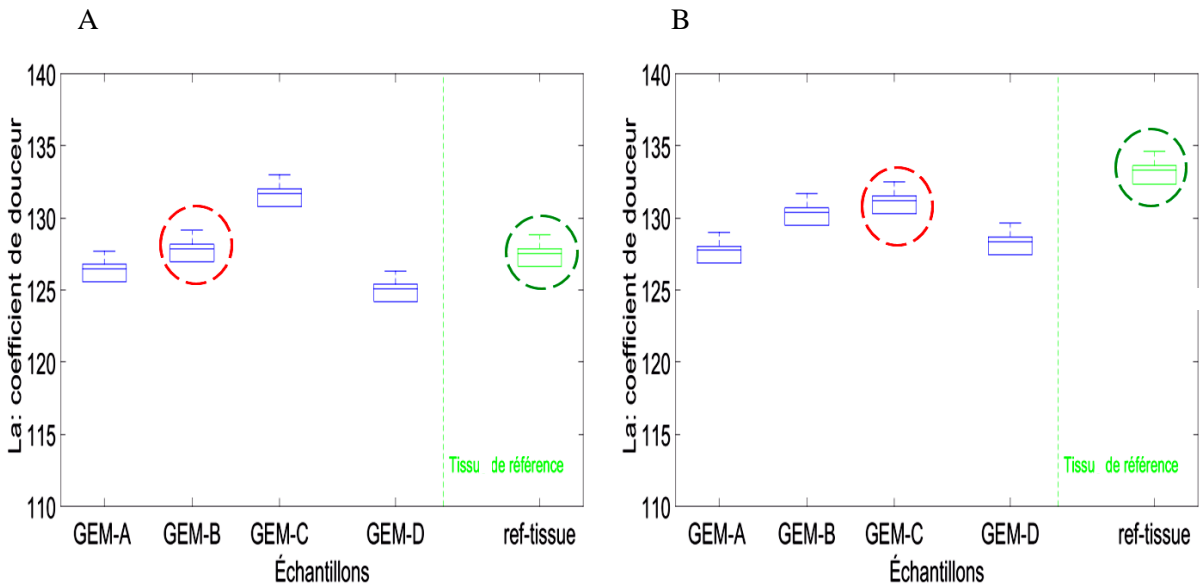 A
La: coefficient de douceur
140
135
130
125
120
115
110
Tissu de référence
GEM-A GEM-B GEM-C GEM-D ref-tissue
Échantillons
B
La: coefficient de douceur
140
135
130
125
120
115
110
Tissu de référence
GEM-A GEM-B GEM-C GEM-D ref-tissue
Échantillons